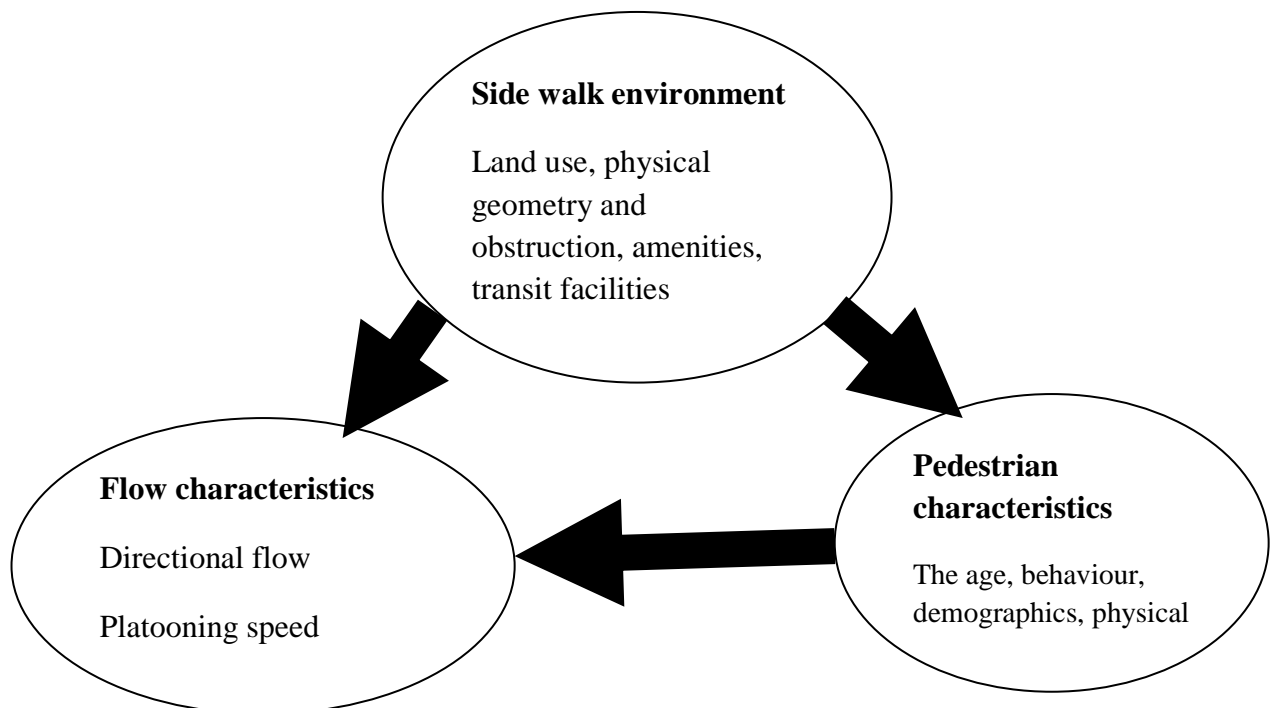 Side walk environment
Land use, physical
geometry and
obstruction, amenities,
transit facilities
Flow characteristics
Directional flow
Platooning speed
Pedestrian
characteristics
The age, behaviour,
demographics, physical